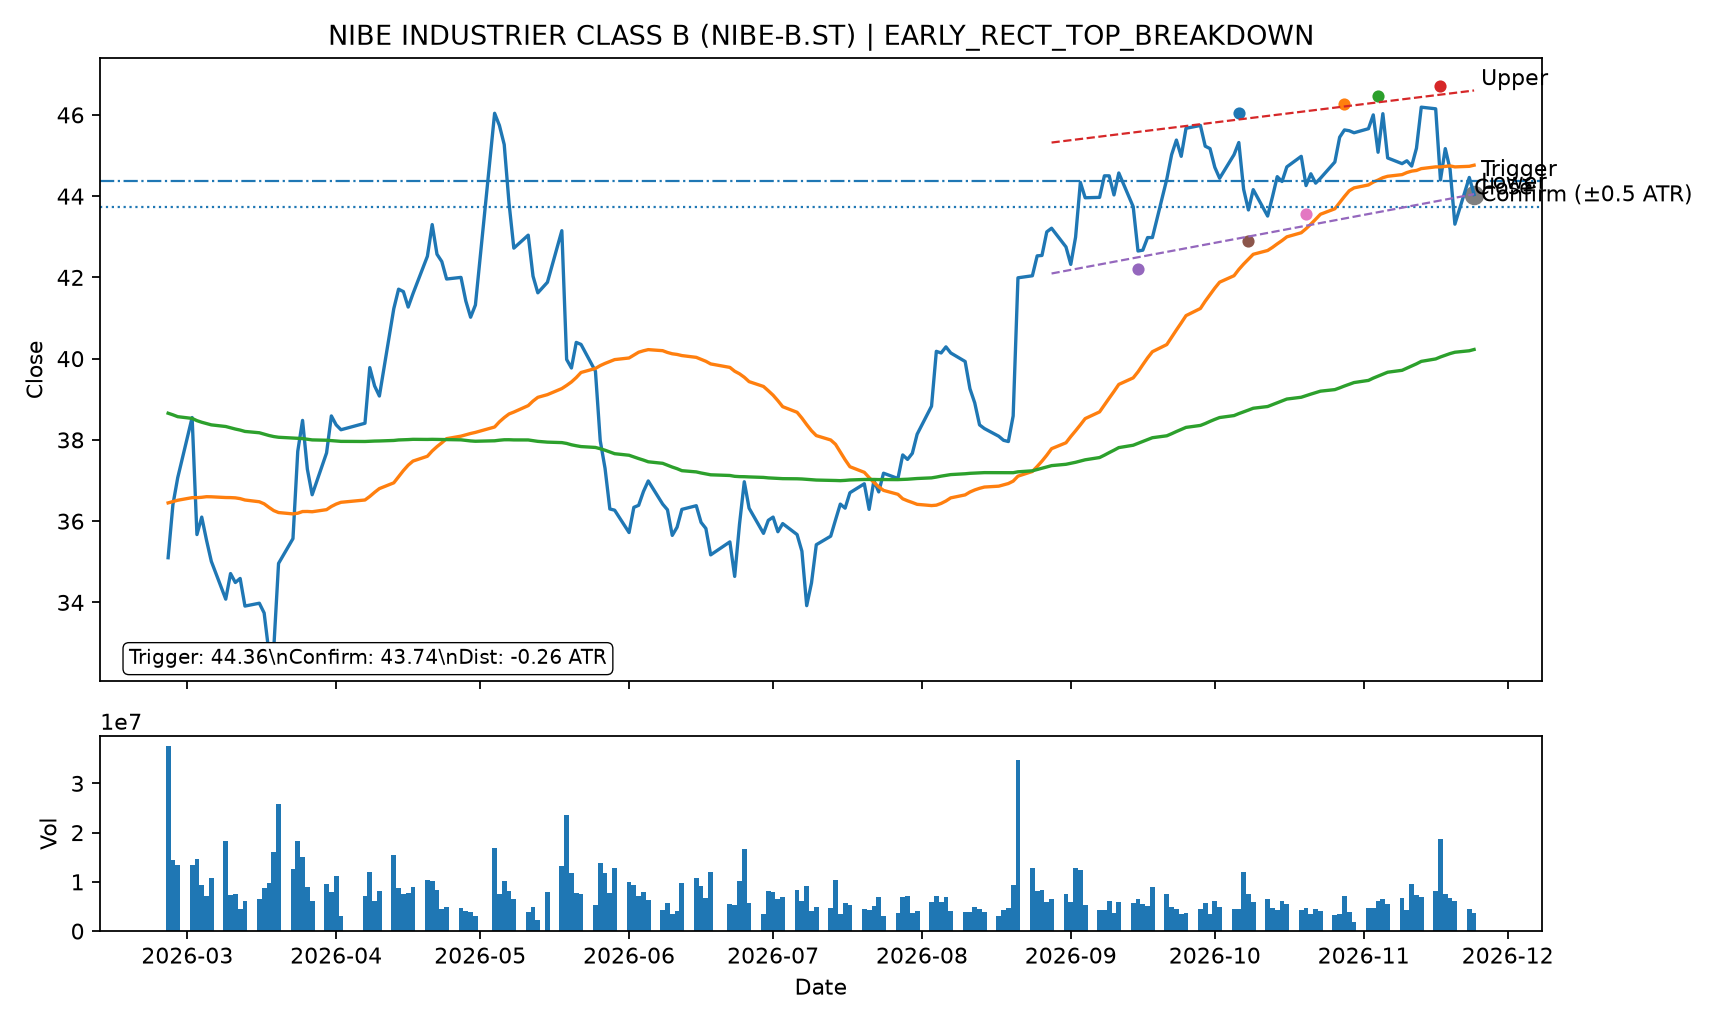 NIBE INDUSTRIER CLASS B (NIBE-B.ST) | EARLY_RECT_TOP_BREAKDOWN
Upper
46
Trigger
Lower
Close
Confirm (±0.5 ATR)
44
42
40
38
36
34
Close
Trigger: 44.36\nConfirm: 43.74\nDist: -0.26 ATR
1e7
3
2
1
0
Vol
2026-03 2026-04 2026-05 2026-06 2026-07 2026-08 2026-09 2026-10 2026-11 2026-12
Date